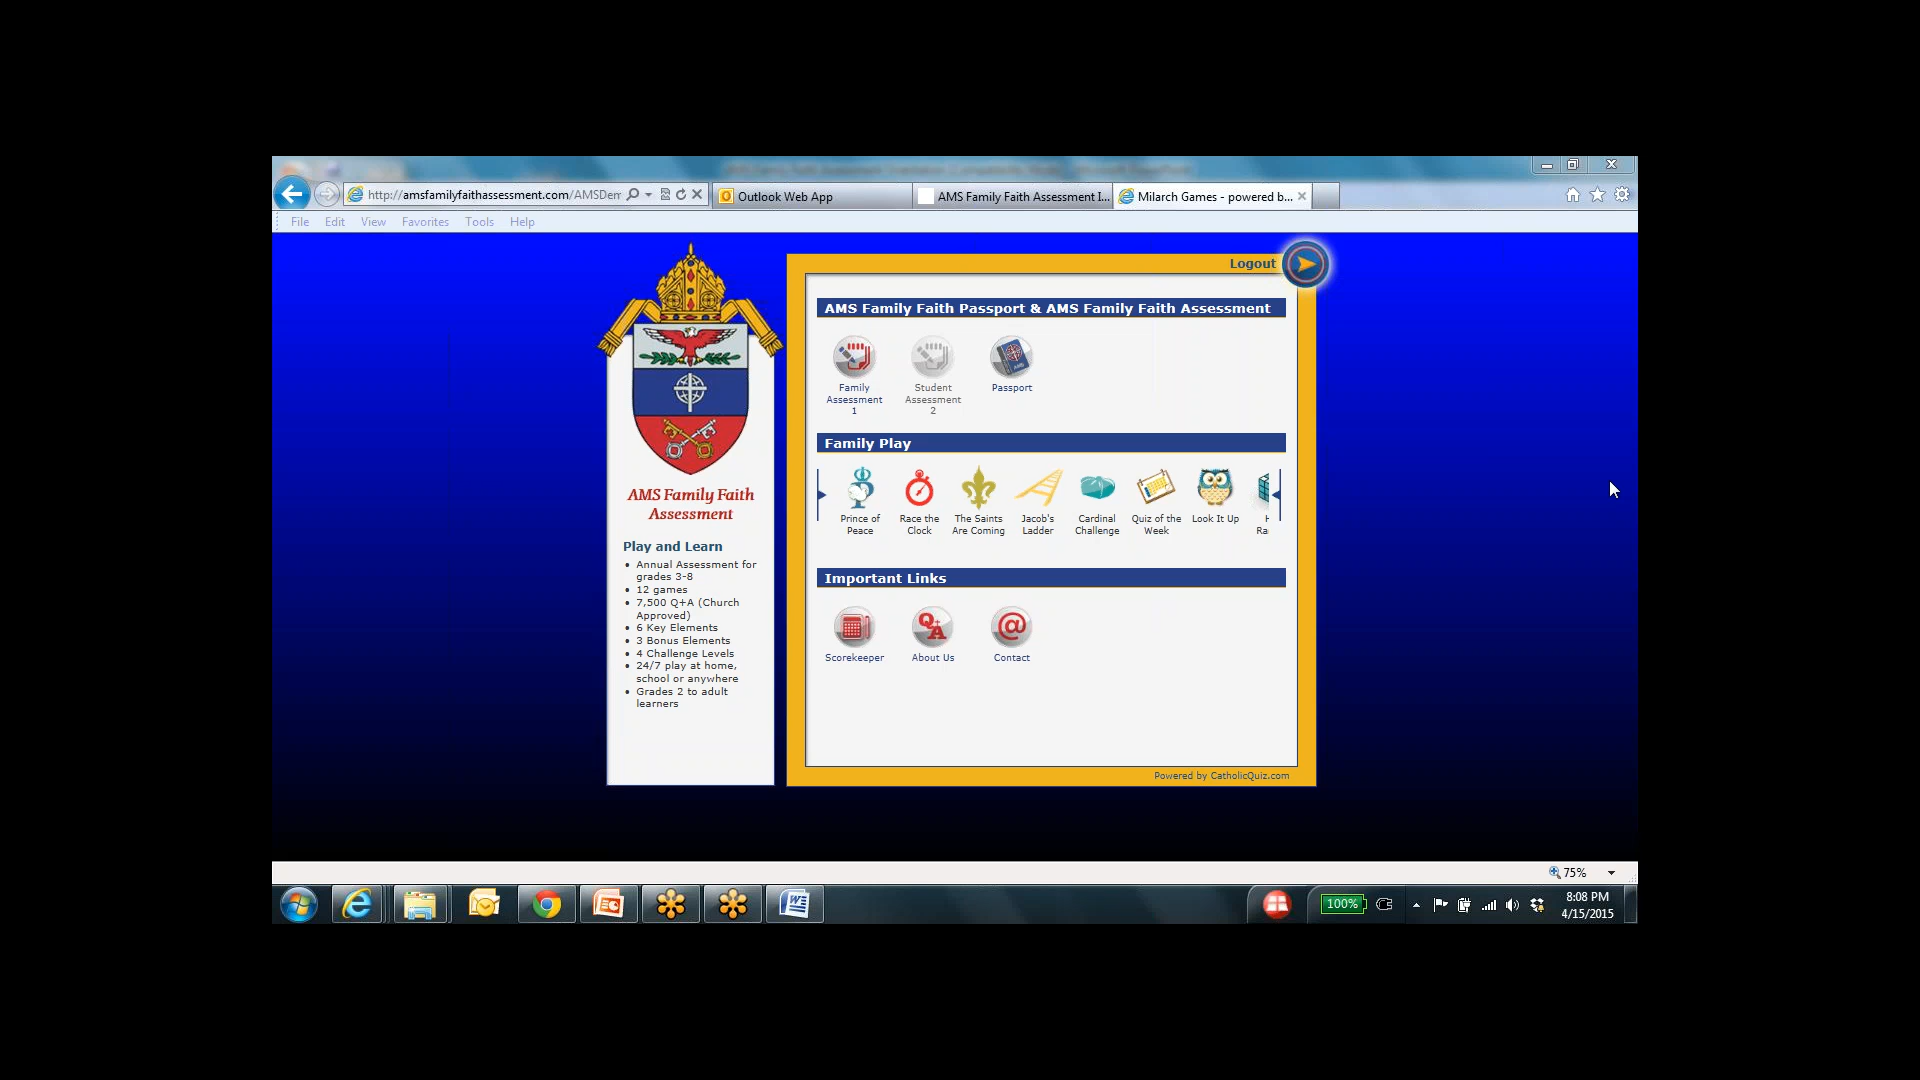 http://amsfamilyfaithassessment.com/AMSDem
Outlook Web App
AMS Family Faith Assessment I...
Milarch Games - powered b...
File Edit View Favorites Tools Help
Logout
AMS Family Faith Passport & AMS Family Faith Assessment
Family
Assessment
1
Student
Assessment
2
Passport
Family Play
Prince of
Peace
Race the
Clock
The Saints
Are Coming
Jacob's
Ladder
Cardinal
Challenge
Quiz of the
Week
Look It Up
H
Ra
Important Links
Scorekeeper
Q+A
About Us
@
Contact
Powered by CatholicQuiz.com
AMS
AMS Family Faith
Assessment
Play and Learn
• Annual Assessment for
grades 3-8
• 12 games
• 7,500 Q+A (Church
Approved)
• 6 Key Elements
• 3 Bonus Elements
• 4 Challenge Levels
• 24/7 play at home,
school or anywhere
• Grades 2 to adult
learners
75%
100%
8:08 PM
4/15/2015